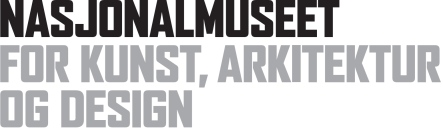 NASJONALMUSEET
FOR KUNST, ARKITEKTUR
OG DESIGN